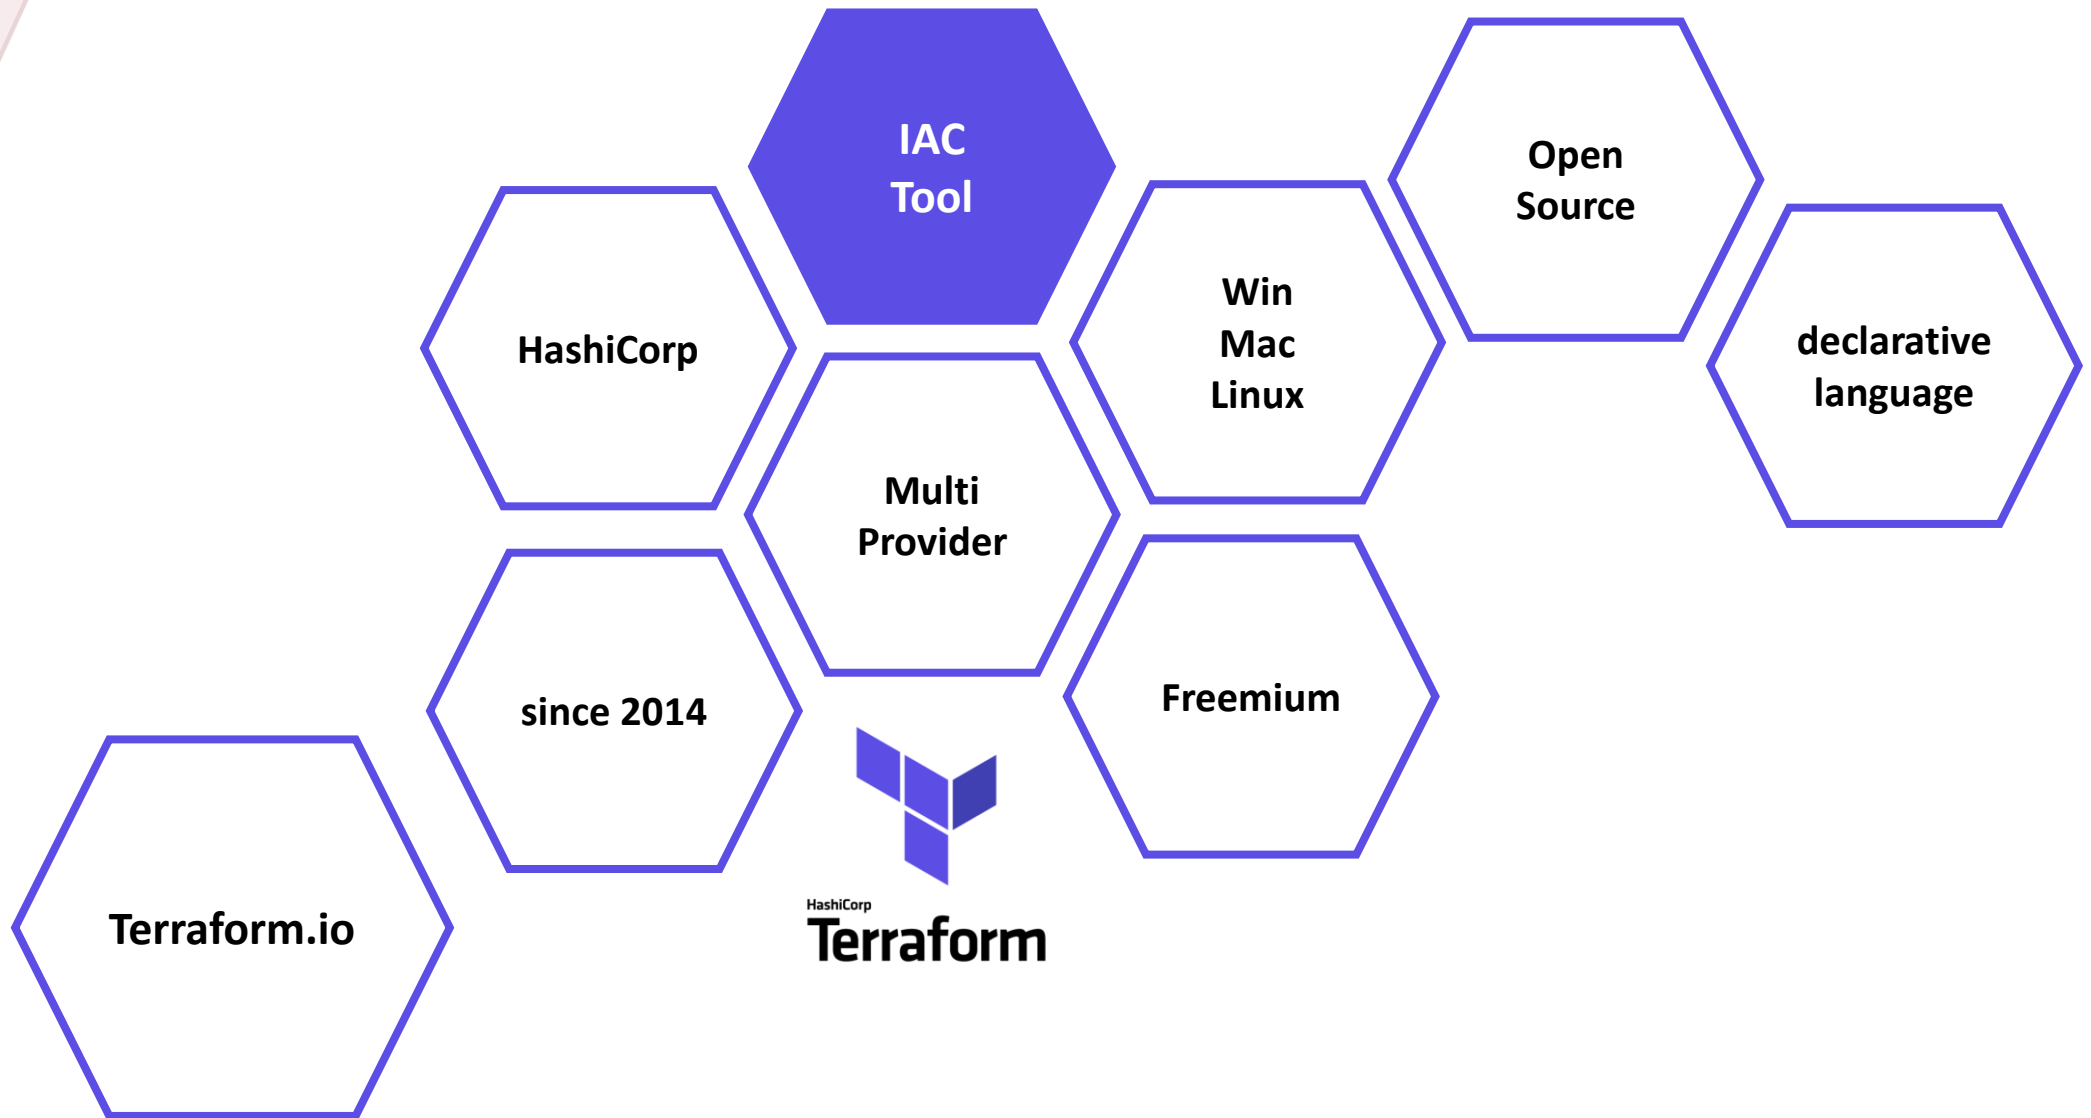 IAC
Tool
Open
Source
HashiCorp
Win
Mac
Linux
declarative
language
Multi
Provider
since 2014
Freemium
Terraform.io
HashiCorp
Terraform